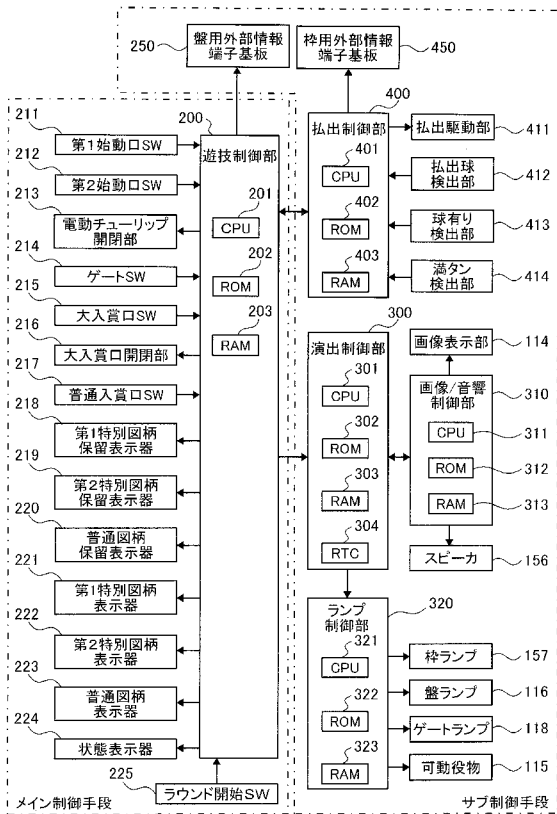 250
盤用外部情報
端子基板
枠用外部情報
端子基板
450
200
遊技制御部
201
CPU
202
ROM
203
RAM
211
第1始動口SW
212
第2始動口SW
213
電動チューリップ
開閉部
214
ゲートSW
215
大入賞口SW
216
大入賞口開閉部
217
普通入賞口SW
218
第1特別図柄
保留表示器
219
第2特別図柄
保留表示器
220
普通図柄
保留表示器
221
第1特別図柄
表示器
222
第2特別図柄
表示器
223
普通図柄
表示器
224
状態表示器
225
ラウンド開始SW
メイン制御手段
400
払出制御部
401
CPU
402
ROM
403
RAM
払出駆動部
411
払出球
検出部
412
球有り
検出部
413
満タン
検出部
414
300
演出制御部
301
CPU
302
ROM
303
RAM
304
RTC
画像表示部
114
画像/音響
制御部
310
CPU
311
ROM
312
RAM
313
スピーカ
156
ランプ
制御部
320
321
CPU
322
ROM
323
RAM
枠ランプ
157
盤ランプ
116
ゲートランプ
118
可動役物
115
サブ制御手段